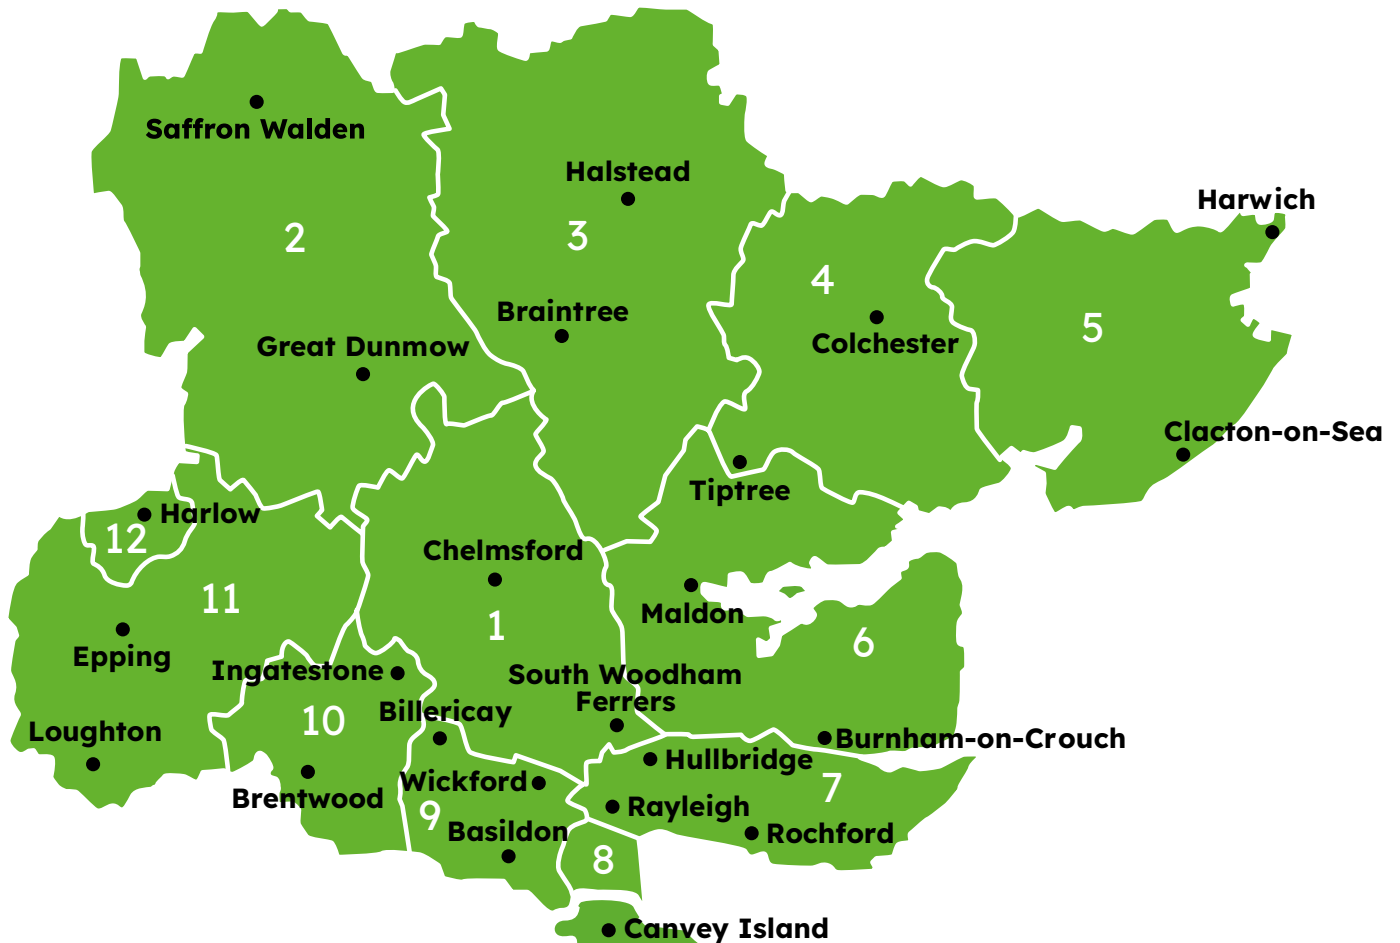 Saffron Walden
Halstead
Harwich
2
3
4
Braintree
5
Great Dunmow
Colchester
Clacton-on-Sea
Tiptree
Harlow
12
Chelmsford
11
Maldon
1
6
Epping
Ingatestone
South Woodham
Ferrers
Billericay
10
Loughton
Burnham-on-Crouch
Hullbridge
Wickford
7
Brentwood
Rayleigh
9
Basildon
Rochford
8
Canvey Island